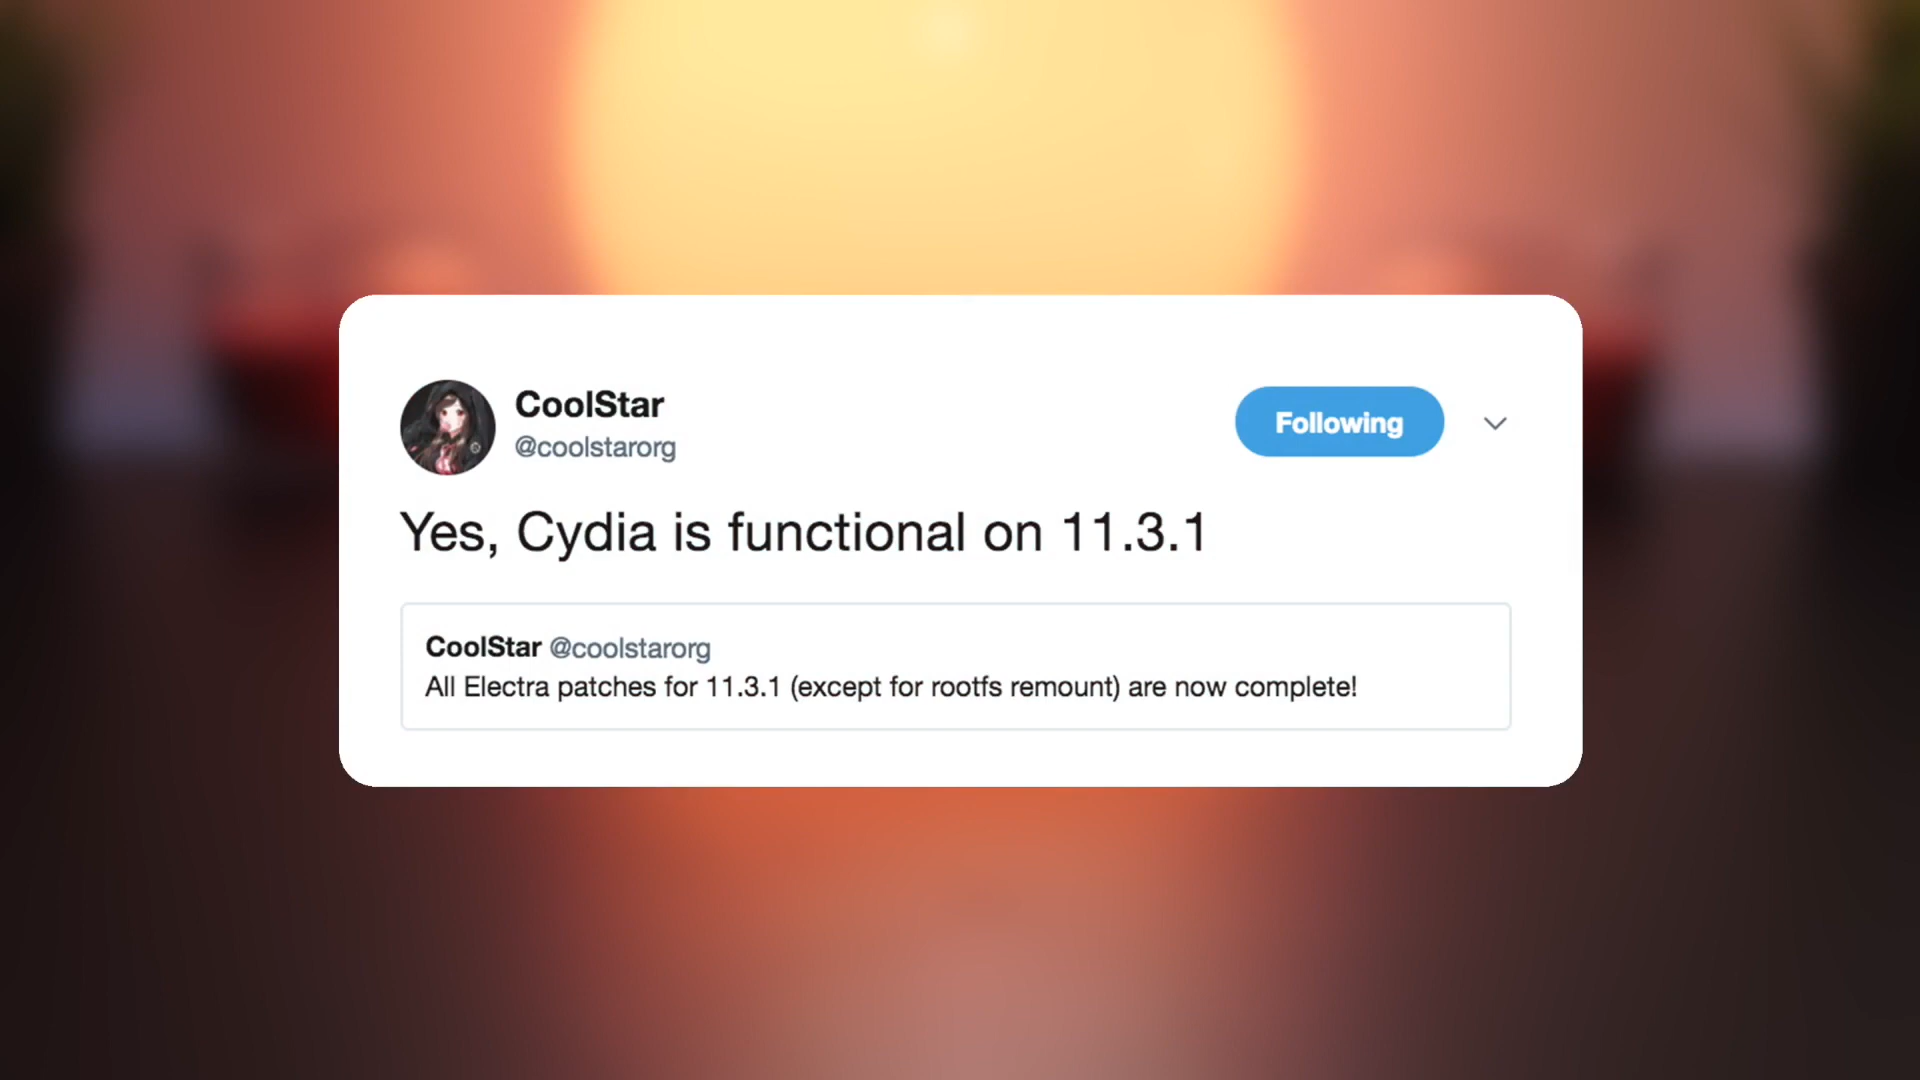 CoolStar
@coolstarorg
Following
Yes, Cydia is functional on 11.3.1
CoolStar @coolstarorg
All Electra patches for 11.3.1 (except for rootfs remount) are now complete!